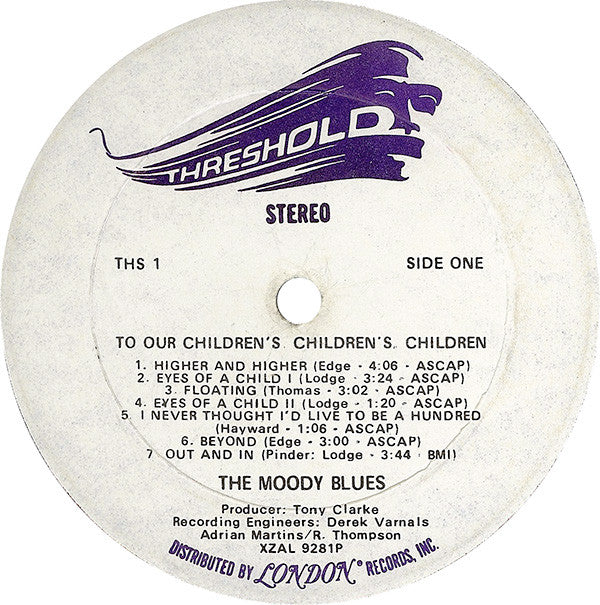 THRESHOLD
STEREO
THS 1
SIDE ONE
TO OUR CHILDREN'S CHILDREN'S CHILDREN
1. HIGHER AND HIGHER (Edge - 4:06 - ASCAP)
2. EYES OF A CHILD I (Lodge - 3:24 - ASCAP)
3. FLOATING (Thomas - 3:02 - ASCAP)
4. EYES OF A CHILD II (Lodge - 1:20 - ASCAP)
5. I NEVER THOUGHT I'D LIVE TO BE A HUNDRED
(Hayward - 1:06 - ASCAP)
6. BEYOND (Edge - 3:00 - ASCAP)
7 OUT AND IN (Pinder: Lodge - 3:44 - BMI)
THE MOODY BLUES
Producer: Tony Clarke
Recording Engineers: Derek Varnals
Adrian Martins/R. Thompson
XZAL 9281P
DISTRIBUTED BY LONDON® RECORDS, INC.